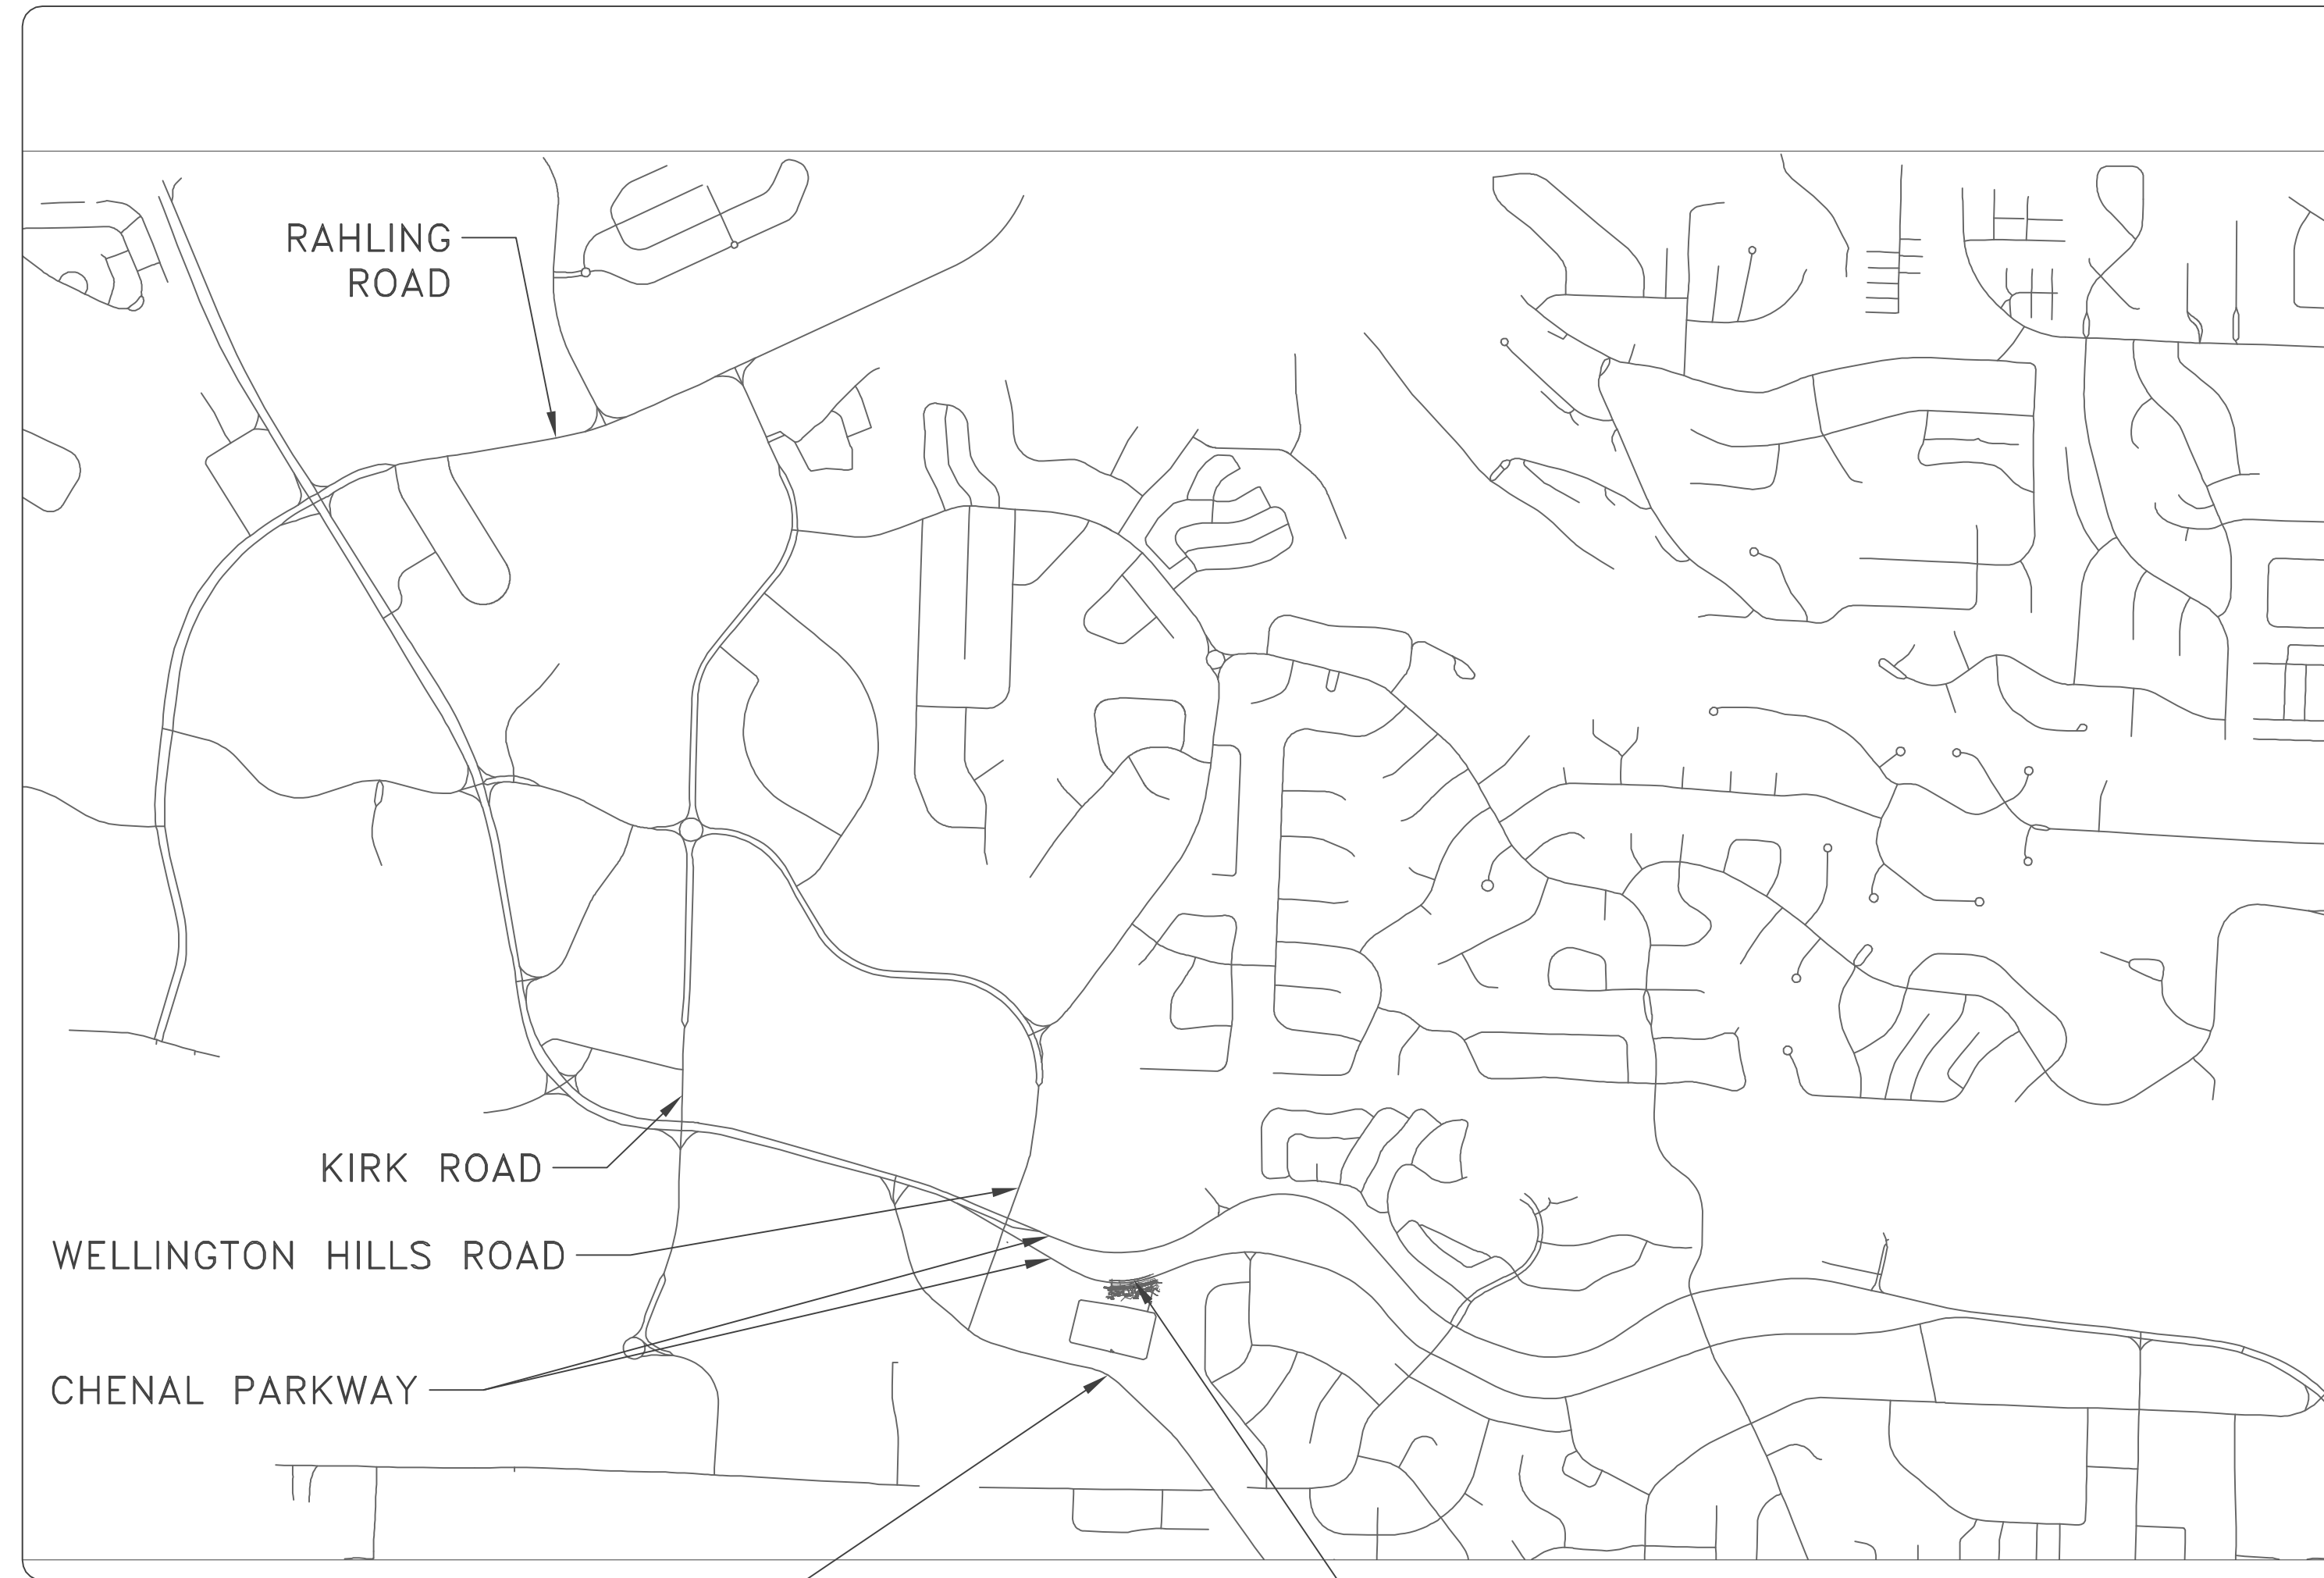 RAHLING
ROAD
KIRK ROAD
WELLINGTON HILLS ROAD
CHENAL PARKWAY